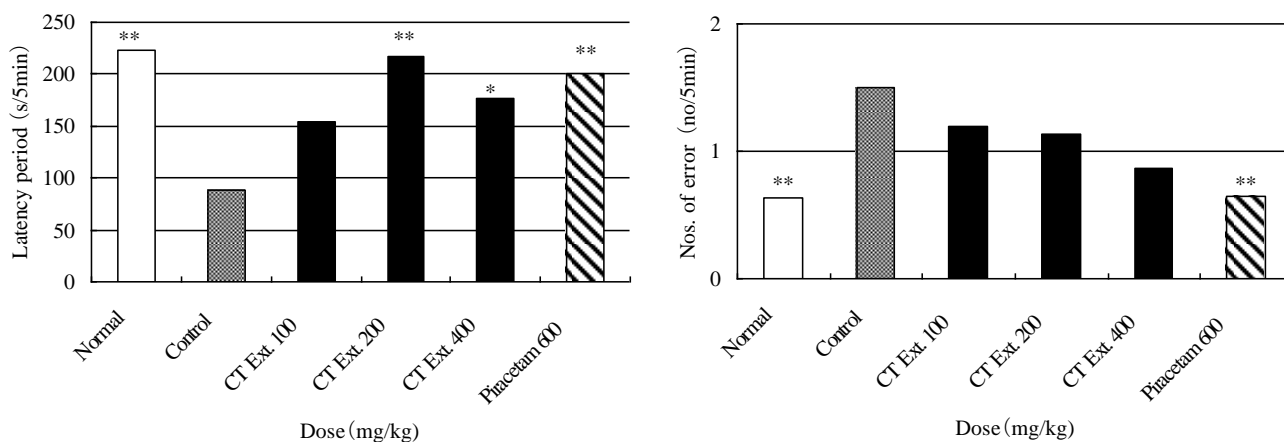 250
200
150
100
50
0
Latency period (s/5min)
**
**
*
**
Normal
Control
CT Ext. 100
CT Ext. 200
CT Ext. 400
Piracetam 600
Dose(mg/kg)
2
1
0
Nos. of error (no/5min)
**
**
Normal
Control
CT Ext. 100
CT Ext. 200
CT Ext. 400
Piracetam 600
Dose(mg/kg)